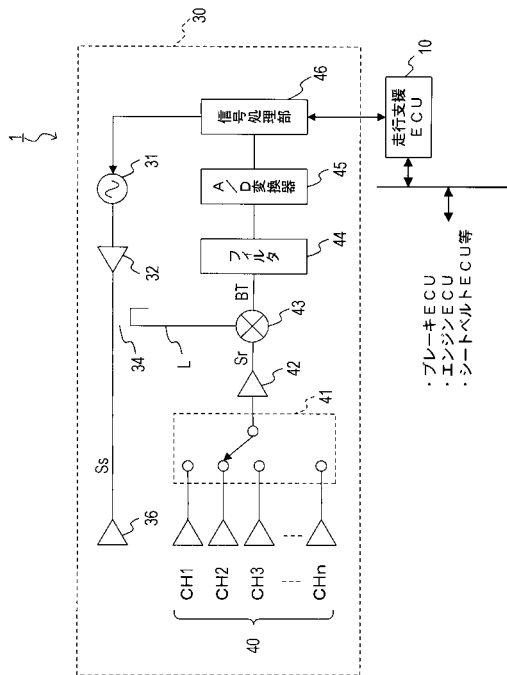 1
30
31
32
34
Ss
36
信号処理部
46
A/D変換器
45
フィルタ
44
BT
43
L
Sr
42
41
CH1
CH2
CH3
CHn
40
走行支援
ECU
10
・ブレーキECU
・エンジンECU
・シートベルトECU等